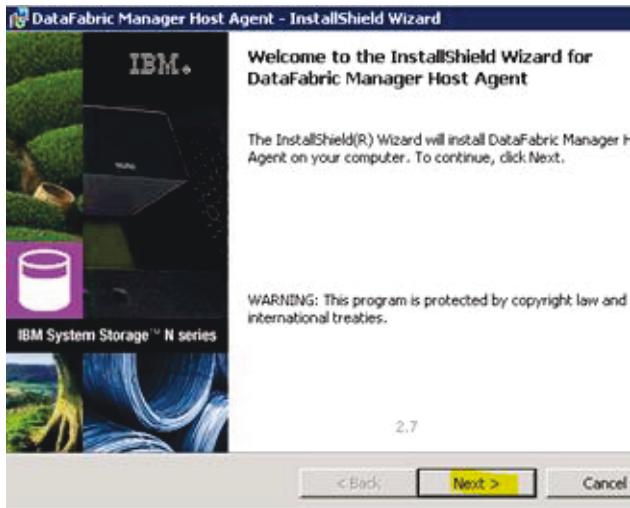 DataFabric Manager Host Agent - InstallShield Wizard
IBM.
Welcome to the InstallShield Wizard for
DataFabric Manager Host Agent
The InstallShield(R) Wizard will install DataFabric Manager H
Agent on your computer. To continue, click Next.
WARNING: This program is protected by copyright law and
international treaties.
IBM System Storage™ N series
2.7
< Back
Next >
Cancel